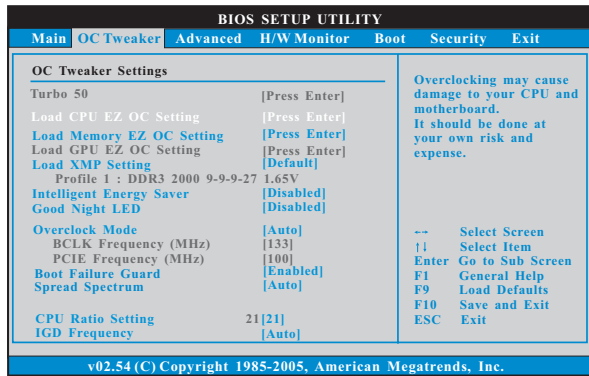 BIOS SETUP UTILITY
Main OC Tweaker Advanced H/W Monitor Boot Security Exit
OC Tweaker Settings
Turbo 50 [Press Enter]
Load CPU EZ OC Setting [Press Enter]
Load Memory EZ OC Setting [Press Enter]
Load GPU EZ OC Setting [Press Enter]
Load XMP Setting [Default]
Profile 1 : DDR3 2000 9-9-9-27 1.65V
Intelligent Energy Saver [Disabled]
Good Night LED [Disabled]
Overclock Mode [Auto]
BCLK Frequency (MHz) [133]
PCIE Frequency (MHz) [100]
Boot Failure Guard [Enabled]
Spread Spectrum [Auto]
CPU Ratio Setting 21[21]
IGD Frequency [Auto]
Overclocking may cause
damage to your CPU and
motherboard.
It should be done at
your own risk and
expense.
←→ Select Screen
↑↓ Select Item
Enter Go to Sub Screen
F1 General Help
F9 Load Defaults
F10 Save and Exit
ESC Exit
v02.54 (C) Copyright 1985-2005, American Megatrends, Inc.